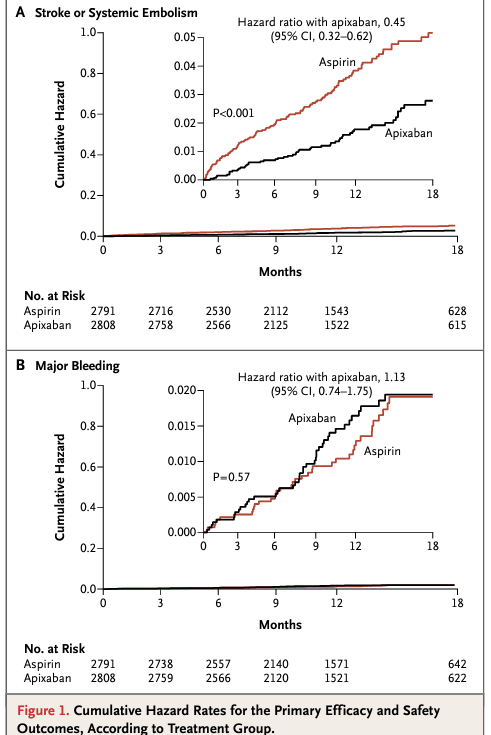 A Stroke or Systemic Embolism
Hazard ratio with apixaban, 0.45
(95% CI, 0.32–0.62)
Cumulative Hazard
1.0
0.8
0.6
0.4
0.2
0.0
0.05
0.04
0.03
0.02
0.01
0.00
Aspirin
P<0.001
Apixaban
0 3 6 9 12 18
0 3 6 9 12 18
Months
No. at Risk
Aspirin 2791 2716 2530 2112 1543 628
Apixaban 2808 2758 2566 2125 1522 615
B Major Bleeding
Hazard ratio with apixaban, 1.13
(95% CI, 0.74–1.75)
Cumulative Hazard
1.0
0.8
0.6
0.4
0.2
0.0
0.020
0.015
0.010
0.005
0.000
Apixaban
Aspirin
P=0.57
0 3 6 9 12 18
0 3 6 9 12 18
Months
No. at Risk
Aspirin 2791 2738 2557 2140 1571 642
Apixaban 2808 2759 2566 2120 1521 622
Figure 1. Cumulative Hazard Rates for the Primary Efficacy and Safety
Outcomes, According to Treatment Group.